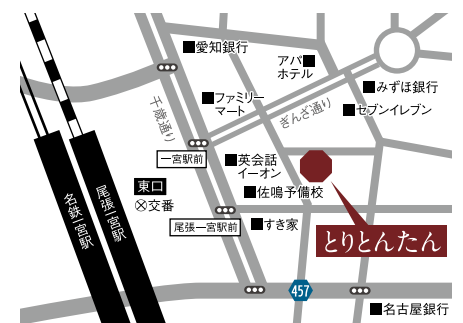 愛知銀行
アパ
ホテル
みずほ銀行
ファミリー
マート
セブンイレブン
ぎんざ通り
千歳通り
一宮駅前
英会話
イーオン
東口
佐鳴予備校
交番
尾張一宮駅前
すき家
とりとんたん
名鉄一宮駅
尾張一宮駅
457
名古屋銀行